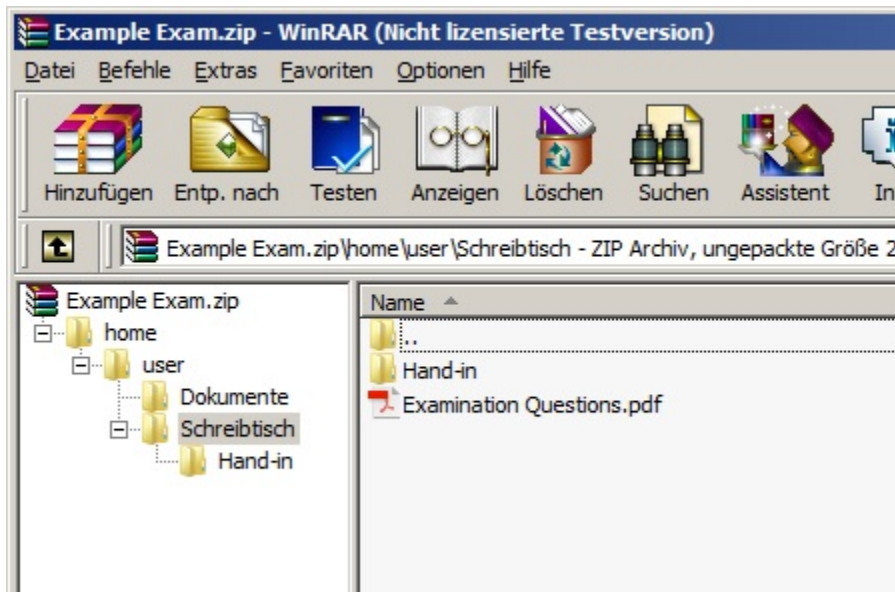 Example Exam.zip - WinRAR (Nicht lizensierte Testversion)
Datei Befehle Extras Favoriten Optionen Hilfe
Hinzufügen Entp. nach Testen Anzeigen Löschen Suchen Assistent In
Example Exam.zip\home\user\Schreibtisch - ZIP Archiv, ungepackte Größe 2
Example Exam.zip
home
user
Dokumente
Schreibtisch
Hand-in
Name
..
Hand-in
Examination Questions.pdf